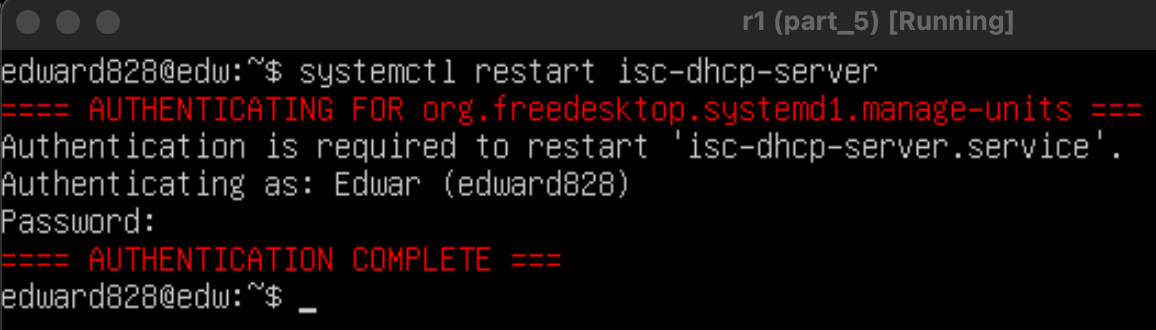 r1 (part_5) [Running]
edward828@edw:~$ systemctl restart isc-dhcp-server
==== AUTHENTICATING FOR org.freedesktop.systemd1.manage-units ===
Authentication is required to restart 'isc-dhcp-server.service'.
Authenticating as: Edwar (edward828)
Password:
==== AUTHENTICATION COMPLETE ===
edward828@edw:~$ _